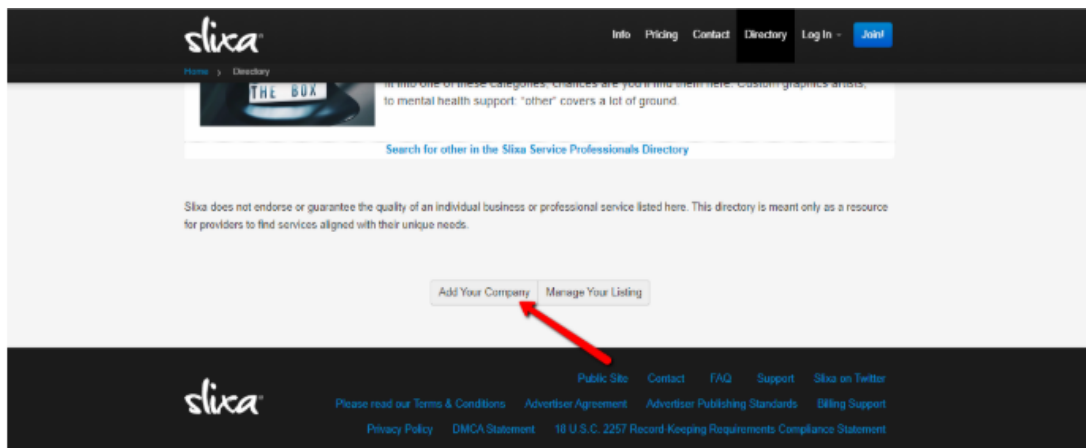 slixa
Info Pricing Contact Directory Log In Join!
Home > Directory
THE BOX
fit into one of these categories, chances are you'll find them here. Custom graphics artists,
to mental health support: "other" covers a lot of ground.
Search for other in the Slixa Service Professionals Directory
Slixa does not endorse or guarantee the quality of an individual business or professional service listed here. This directory is meant only as a resource
for providers to find services aligned with their unique needs.
Add Your Company Manage Your Listing
slixa
Public Site Contact FAQ Support Slixa on Twitter
Please read our Terms & Conditions Advertiser Agreement Advertiser Publishing Standards Billing Support
Privacy Policy DMCA Statement 18 U.S.C. 2257 Record-Keeping Requirements Compliance Statement